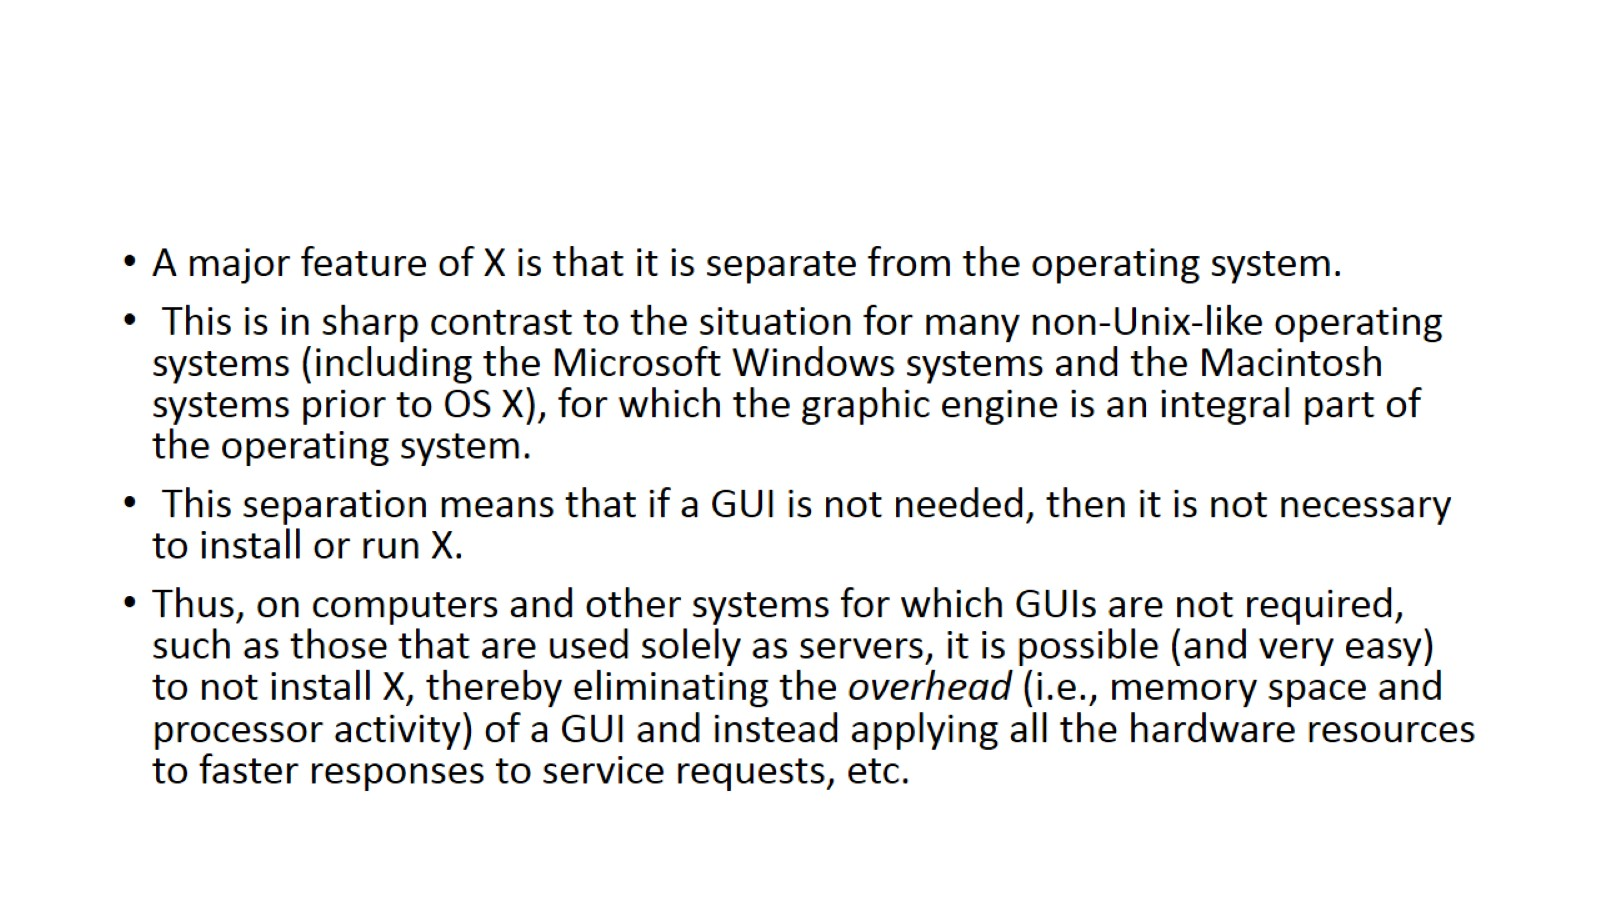 • A major feature of X is that it is separate from the operating system.
• This is in sharp contrast to the situation for many non-Unix-like operating
systems (including the Microsoft Windows systems and the Macintosh
systems prior to OS X), for which the graphic engine is an integral part of
the operating system.
• This separation means that if a GUI is not needed, then it is not necessary
to install or run X.
• Thus, on computers and other systems for which GUIs are not required,
such as those that are used solely as servers, it is possible (and very easy)
to not install X, thereby eliminating the overhead (i.e., memory space and
processor activity) of a GUI and instead applying all the hardware resources
to faster responses to service requests, etc.